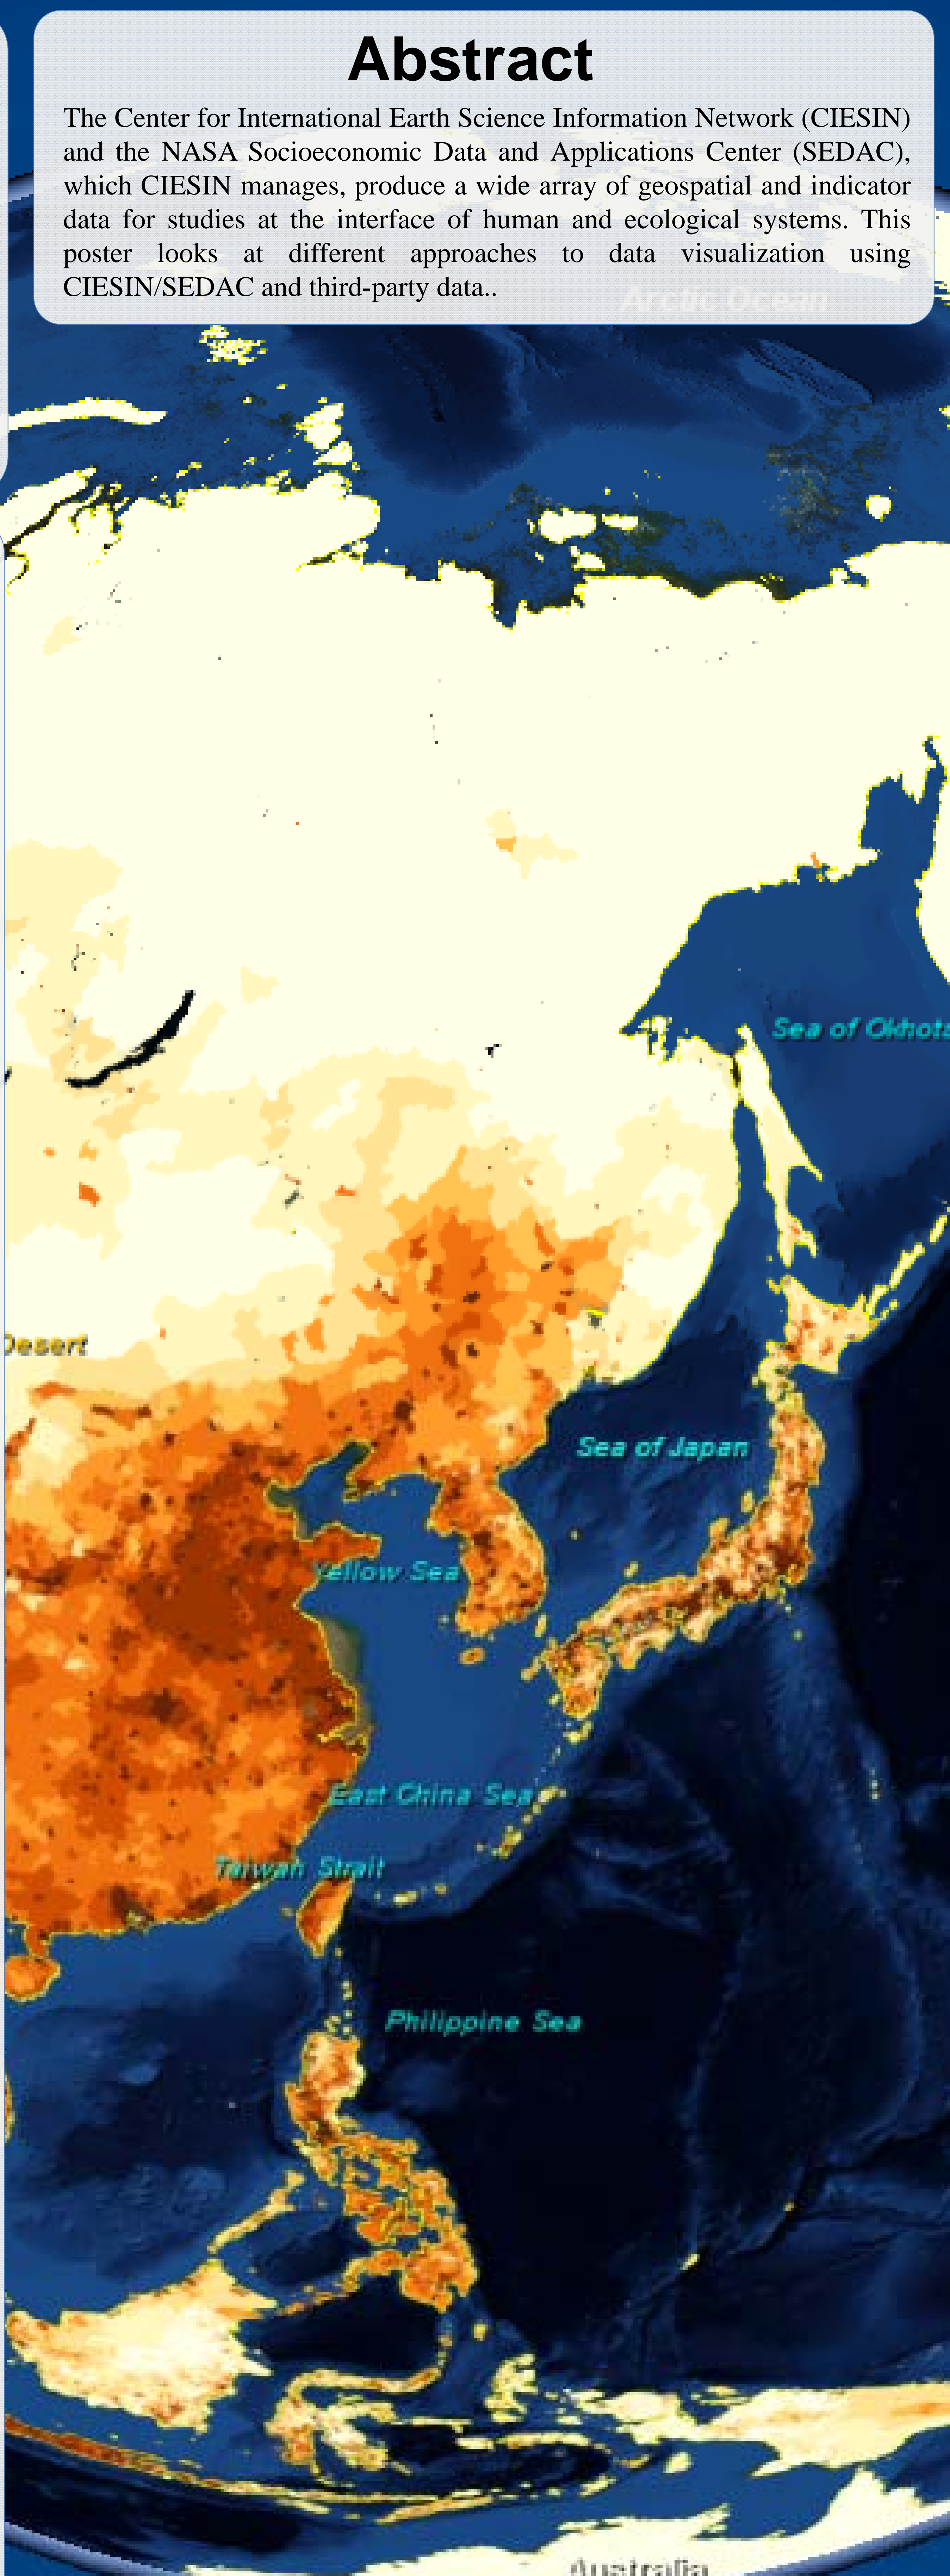 Abstract
The Center for International Earth Science Information Network (CIESIN)
and the NASA Socioeconomic Data and Applications Center (SEDAC),
which CIESIN manages, produce a wide array of geospatial and indicator
data for studies at the interface of human and ecological systems. This
poster looks at different approaches to data visualization using
CIESIN/SEDAC and third-party data..
Arctic Ocean
Sea of Okhots
Desert
Sea of Japan
Yellow Sea
East China Sea
Taiwan Strait
Philippine Sea
Australia